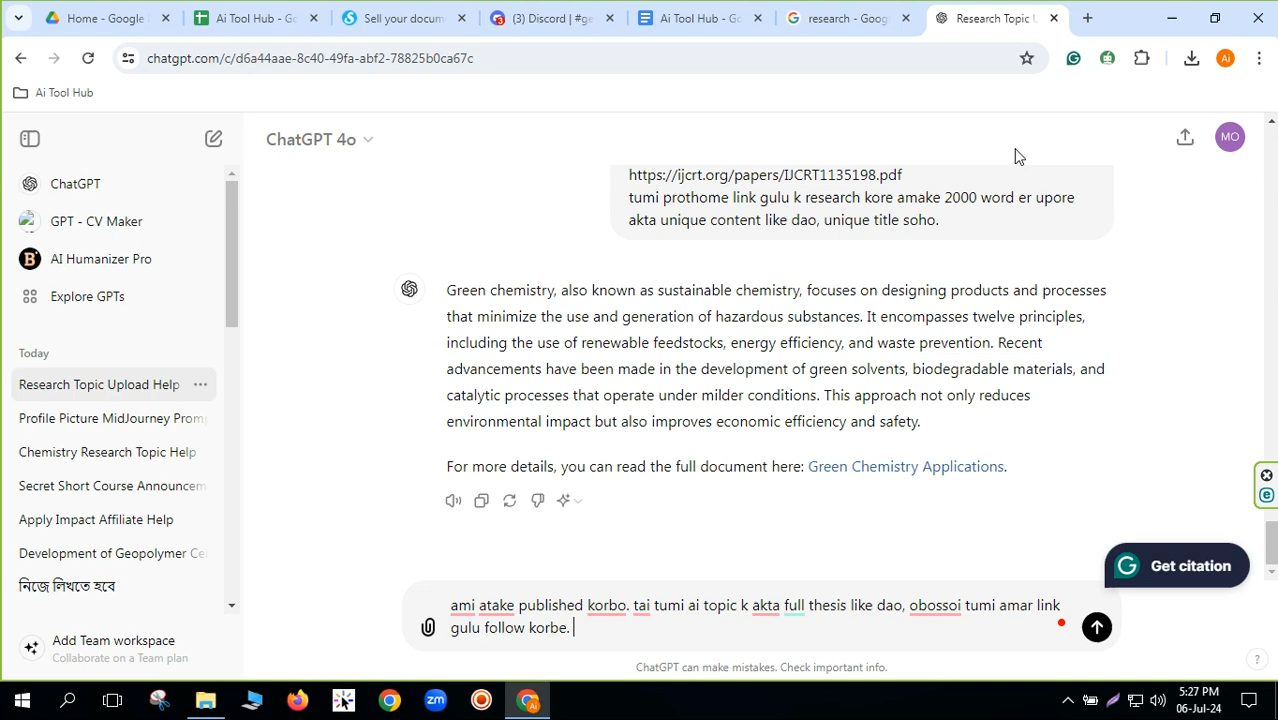 Home - Google
Ai Tool Hub - Go
Sell your docum
(3) Discord | #ge
Ai Tool Hub - Go
research - Goog
Research Topic U
chatgpt.com/c/d6a44aae-8c40-49fa-abf2-78825b0ca67c
Ai
Ai Tool Hub
ChatGPT 4o
MO
ChatGPT
GPT - CV Maker
AI Humanizer Pro
Explore GPTs
Today
Research Topic Upload Help
Profile Picture MidJourney Promp
Chemistry Research Topic Help
Secret Short Course Announcem
Apply Impact Affiliate Help
Development of Geopolymer Ce
নিজে লিখতে হবে
Add Team workspace
Collaborate on a Team plan
https://ijcrt.org/papers/IJCRT1135198.pdf
tumi prothome link gulu k research kore amake 2000 word er upore
akta unique content like dao, unique title soho.
Green chemistry, also known as sustainable chemistry, focuses on designing products and processes
that minimize the use and generation of hazardous substances. It encompasses twelve principles,
including the use of renewable feedstocks, energy efficiency, and waste prevention. Recent
advancements have been made in the development of green solvents, biodegradable materials, and
catalytic processes that operate under milder conditions. This approach not only reduces
environmental impact but also improves economic efficiency and safety.
For more details, you can read the full document here: Green Chemistry Applications.
Get citation
ami atake published korbo. tai tumi ai topic k akta full thesis like dao, obossoi tumi amar link
gulu follow korbe.
ChatGPT can make mistakes. Check important info.
?
zm
Ai
5:27 PM
06-Jul-24